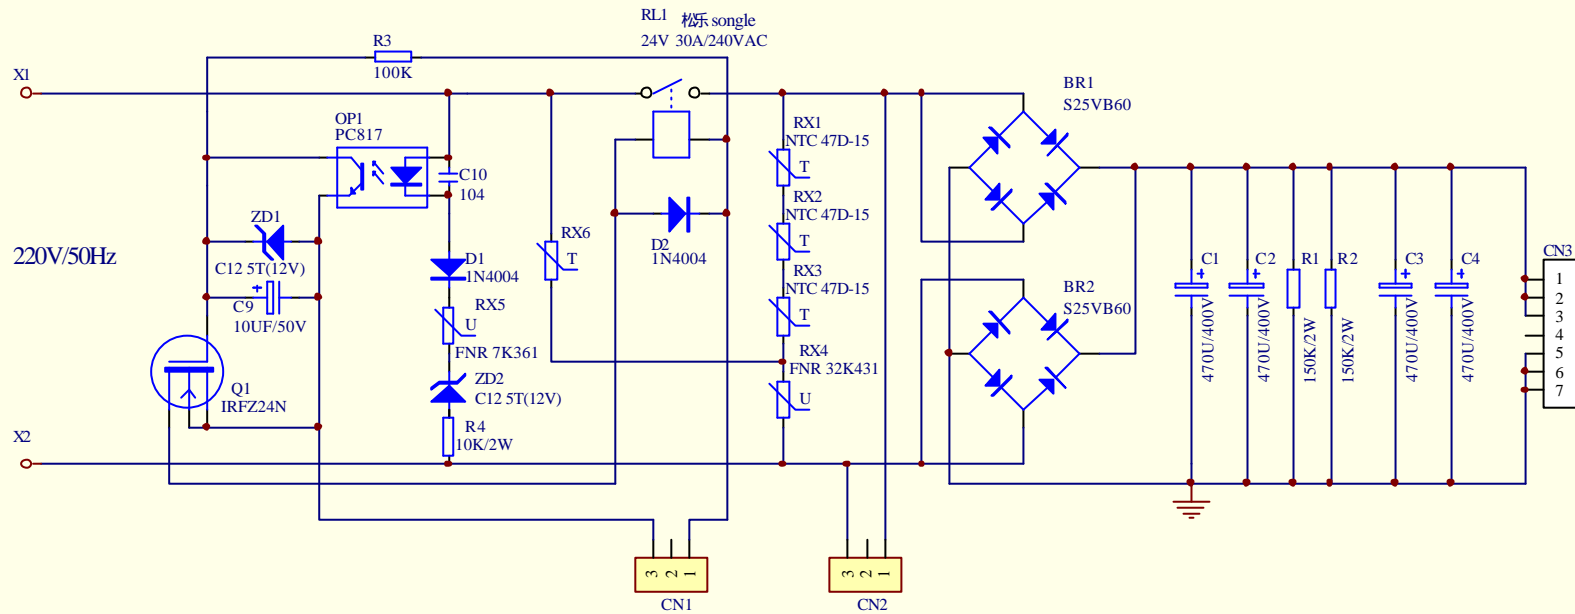 RL1 松乐 songle
24V 30A/240VAC
R3
100K
X1
BR1
S25VB60
OP1
PC817
RX1
NTC 47D-15
T
C10
104
RX2
NTC 47D-15
T
ZD1
C12 5T(12V)
220V/50Hz
RX6
T
D2
1N4004
D1
1N4004
RX3
NTC 47D-15
T
C9
10UF/50V
RX5
U
FNR 7K361
RX4
FNR 32K431
U
BR2
S25VB60
C1
470U/400V
C2
470U/400V
R1
150K/2W
R2
150K/2W
C3
470U/400V
C4
470U/400V
CN3
1
2
3
4
5
6
7
Q1
IRFZ24N
ZD2
C12 5T(12V)
R4
10K/2W
X2
3 2 1
CN1
3 2 1
CN2